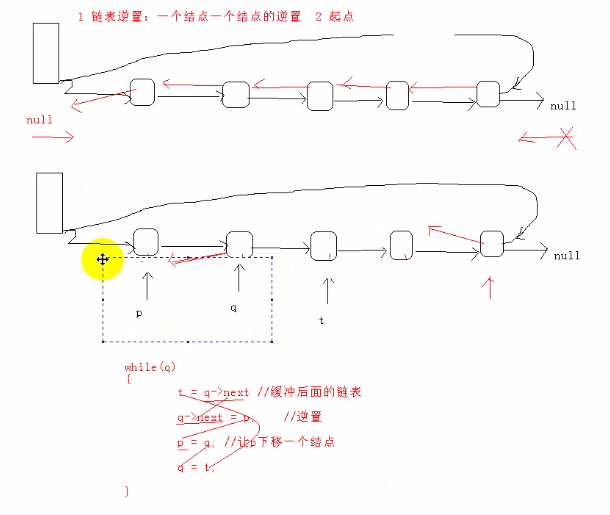 1 链表逆置：一个结点一个结点的逆置 2 起点
null
null
null
p
q
t
while(q)
{
t = q->next //缓冲后面的链表
q->next = p; //逆置
p = q; //让p下移一个结点
q = t;
}